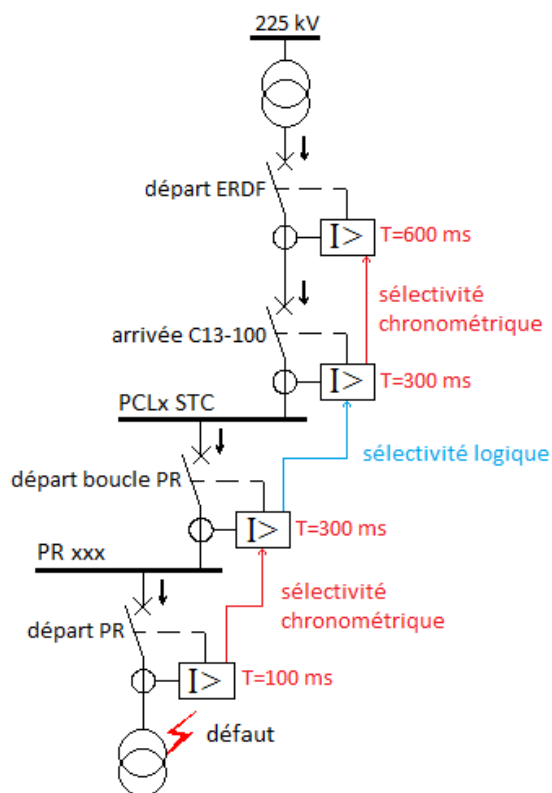 225 kV
départ ERDF
I>
T=600 ms
sélectivité
chronométrique
arrivée C13-100
I>
T=300 ms
PCLx STC
sélectivité logique
départ boucle PR
I>
T=300 ms
PR xxx
sélectivité
chronométrique
départ PR
I>
T=100 ms
défaut